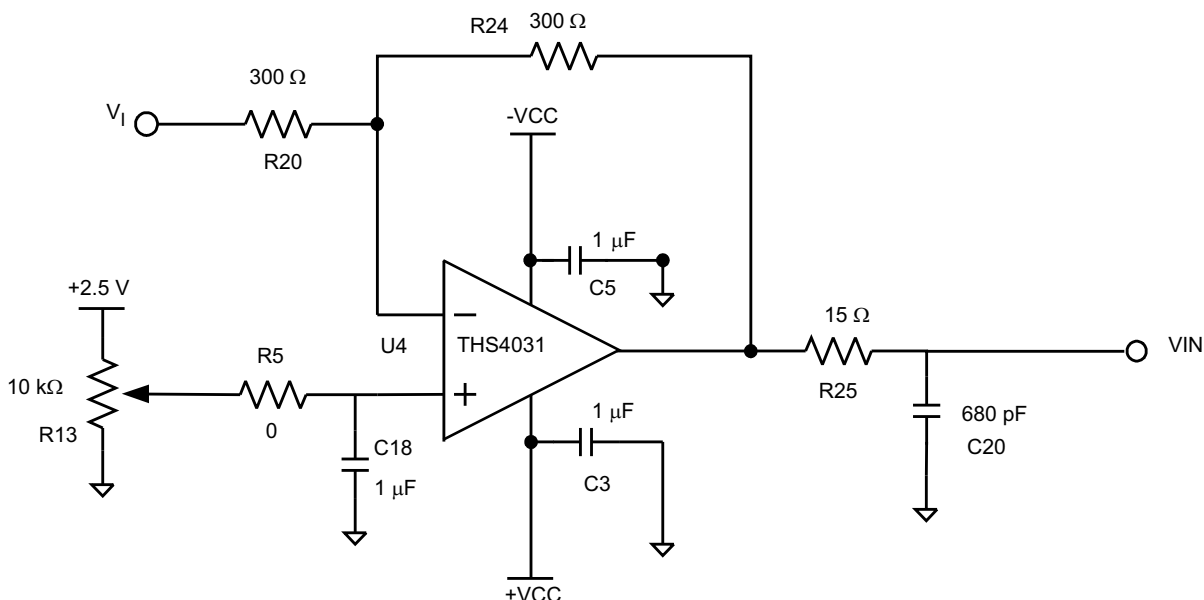 R24
300 Ω
300 Ω
VI
R20
-VCC
1 μF
C5
+2.5 V
15 Ω
U4
THS4031
VIN
R5
10 kΩ
R25
1 μF
R13
0
C18
680 pF
C20
1 μF
C3
+VCC